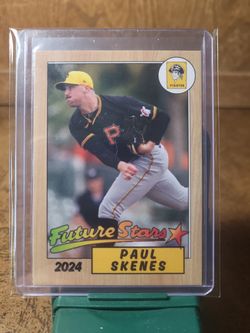 PIRATES
P
Future Stars
PAUL
2024
SKENES